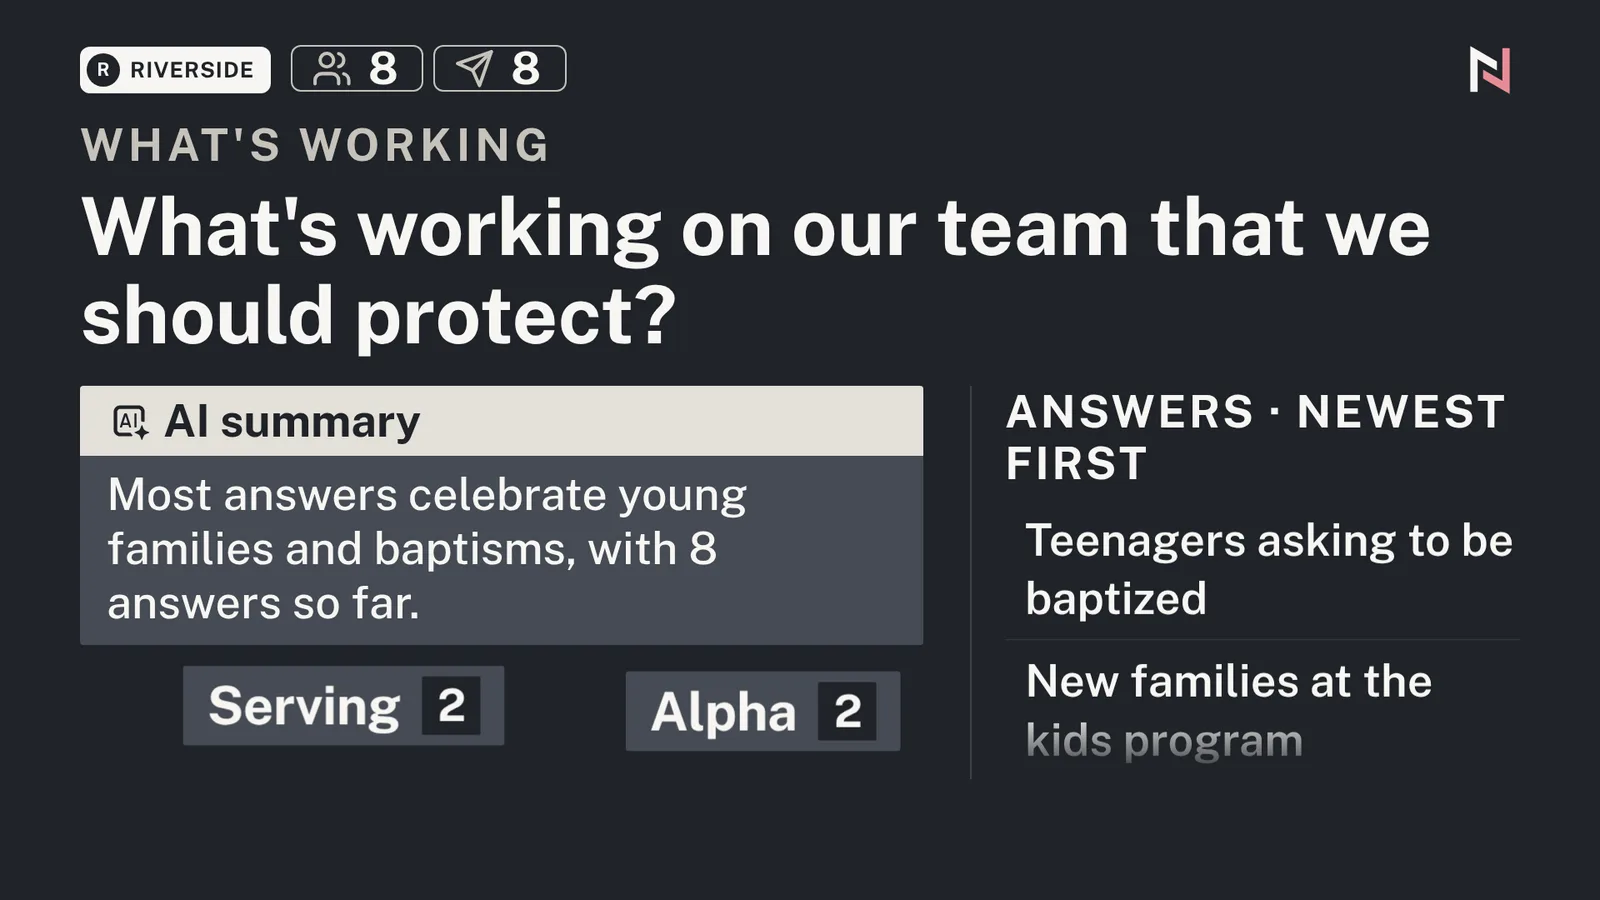 R RIVERSIDE 8 8
WHAT'S WORKING
What's working on our team that we
should protect?
AI AI summary
Most answers celebrate young
families and baptisms, with 8
answers so far.
Serving 2
Alpha 2
ANSWERS · NEWEST
FIRST
Teenagers asking to be
baptized
New families at the
kids program